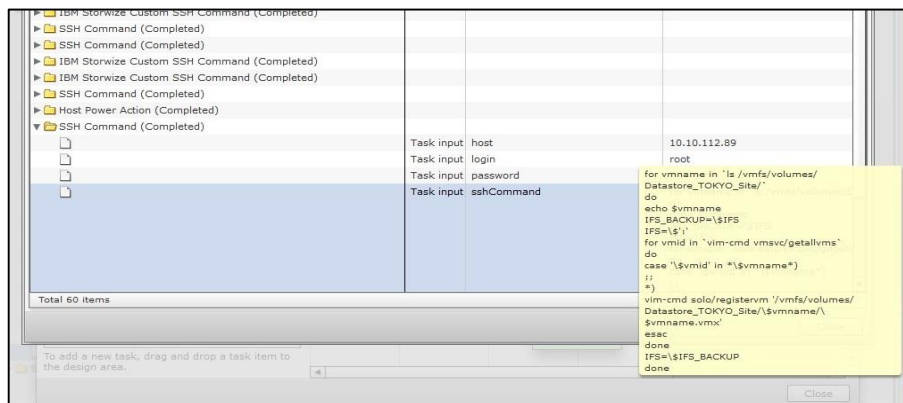 IBM Storwize Custom SSH Command (Completed)
SSH Command (Completed)
SSH Command (Completed)
IBM Storwize Custom SSH Command (Completed)
IBM Storwize Custom SSH Command (Completed)
SSH Command (Completed)
Host Power Action (Completed)
SSH Command (Completed)
Task input host 10.10.112.89
Task input login root
Task input password
Task input sshCommand
for vmname in `ls /vmfs/volumes/
Datastore_TOKYO_Site/`
do
echo $vmname
IFS_BACKUP=\$IFS
IFS=\$':'
for vmid in `vim-cmd vmsvc/getallvms`
do
case '\$vmid' in *\$vmname*)
;;
*)
vim-cmd solo/registervm '/vmfs/volumes/
Datastore_TOKYO_Site/\$vmname/\
$vmname.vmx'
esac
done
IFS=\$IFS_BACKUP
done
Total 60 items
Close
To add a new task, drag and drop a task item to
the design area.
Close